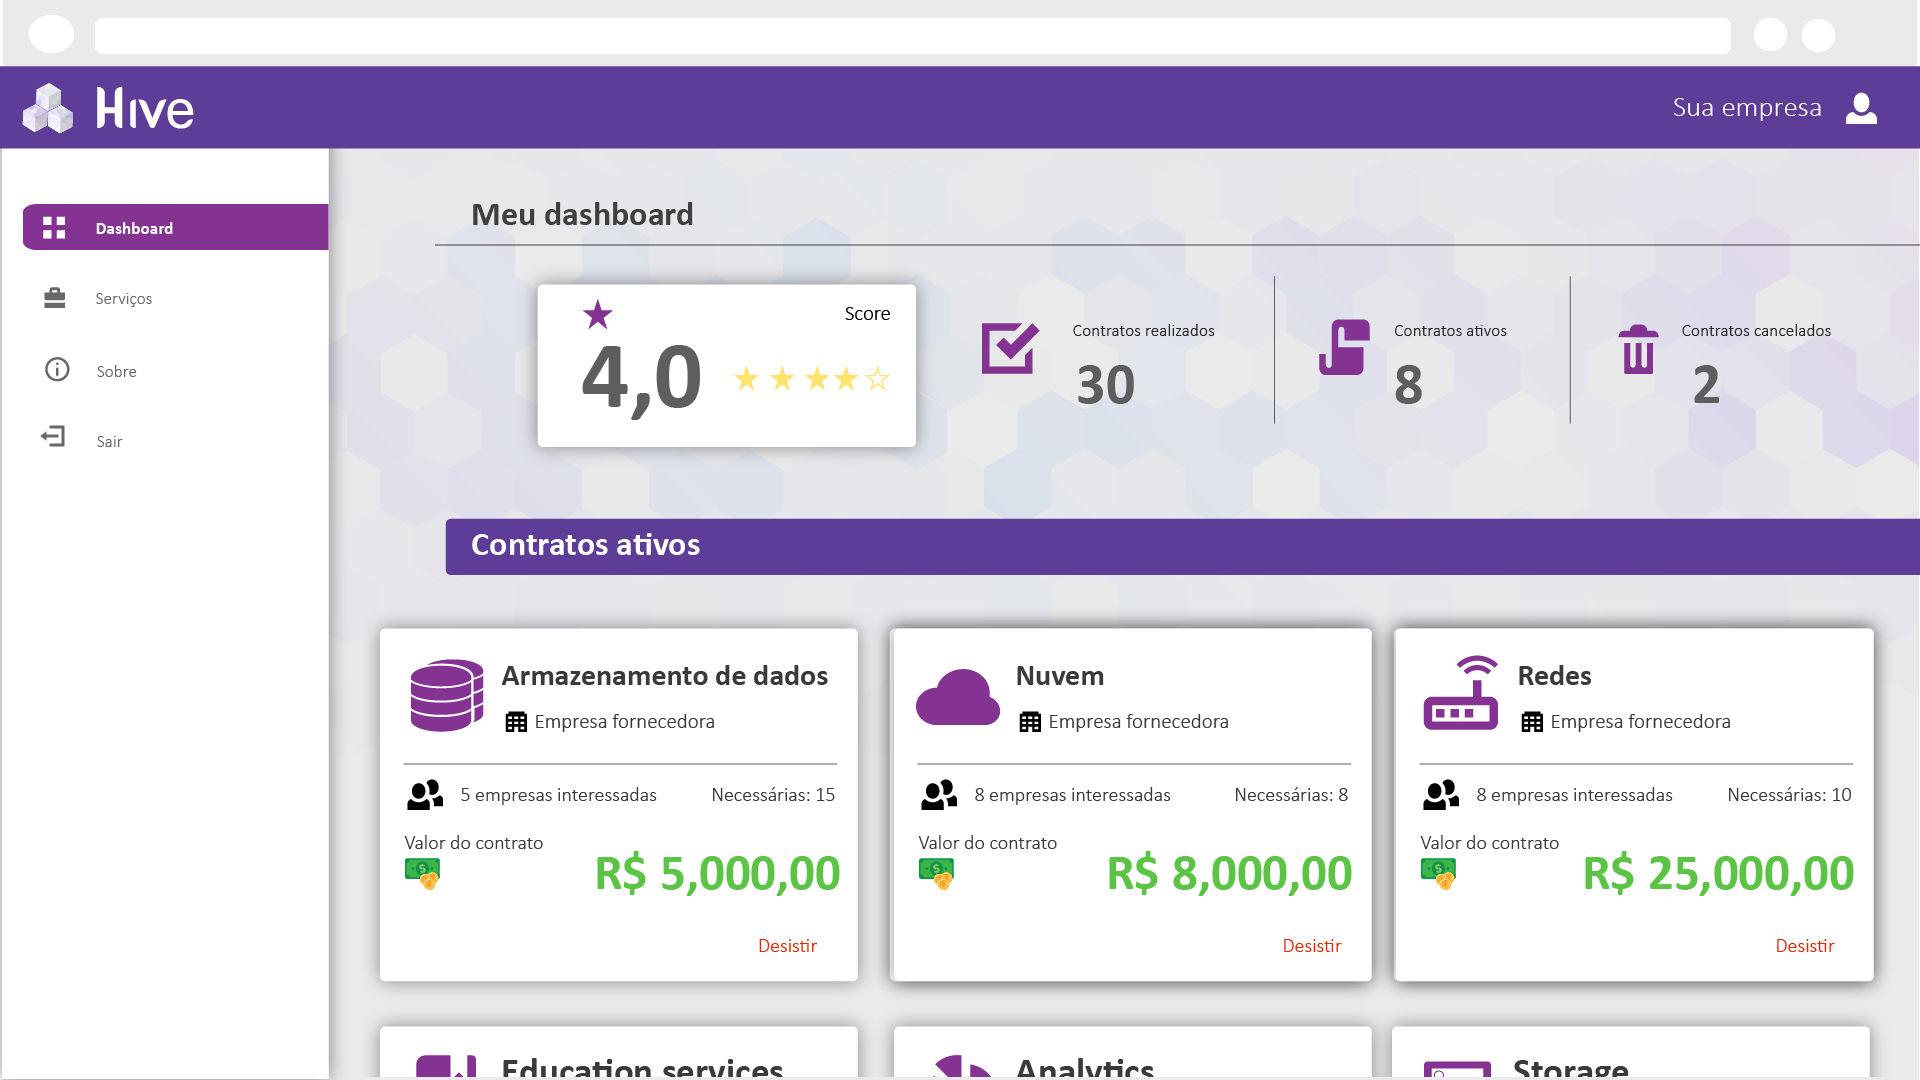 Hive
Sua empresa
Dashboard
Serviços
Sobre
Sair
Meu dashboard
Score
4,0
Contratos realizados
30
Contratos ativos
8
Contratos cancelados
2
Contratos ativos
Armazenamento de dados
Empresa fornecedora
5 empresas interessadas
Necessárias: 15
Valor do contrato
R$ 5,000,00
Desistir
Nuvem
Empresa fornecedora
8 empresas interessadas
Necessárias: 8
Valor do contrato
R$ 8,000,00
Desistir
Redes
Empresa fornecedora
8 empresas interessadas
Necessárias: 10
Valor do contrato
R$ 25,000,00
Desistir
Education services
Analytics
Storage